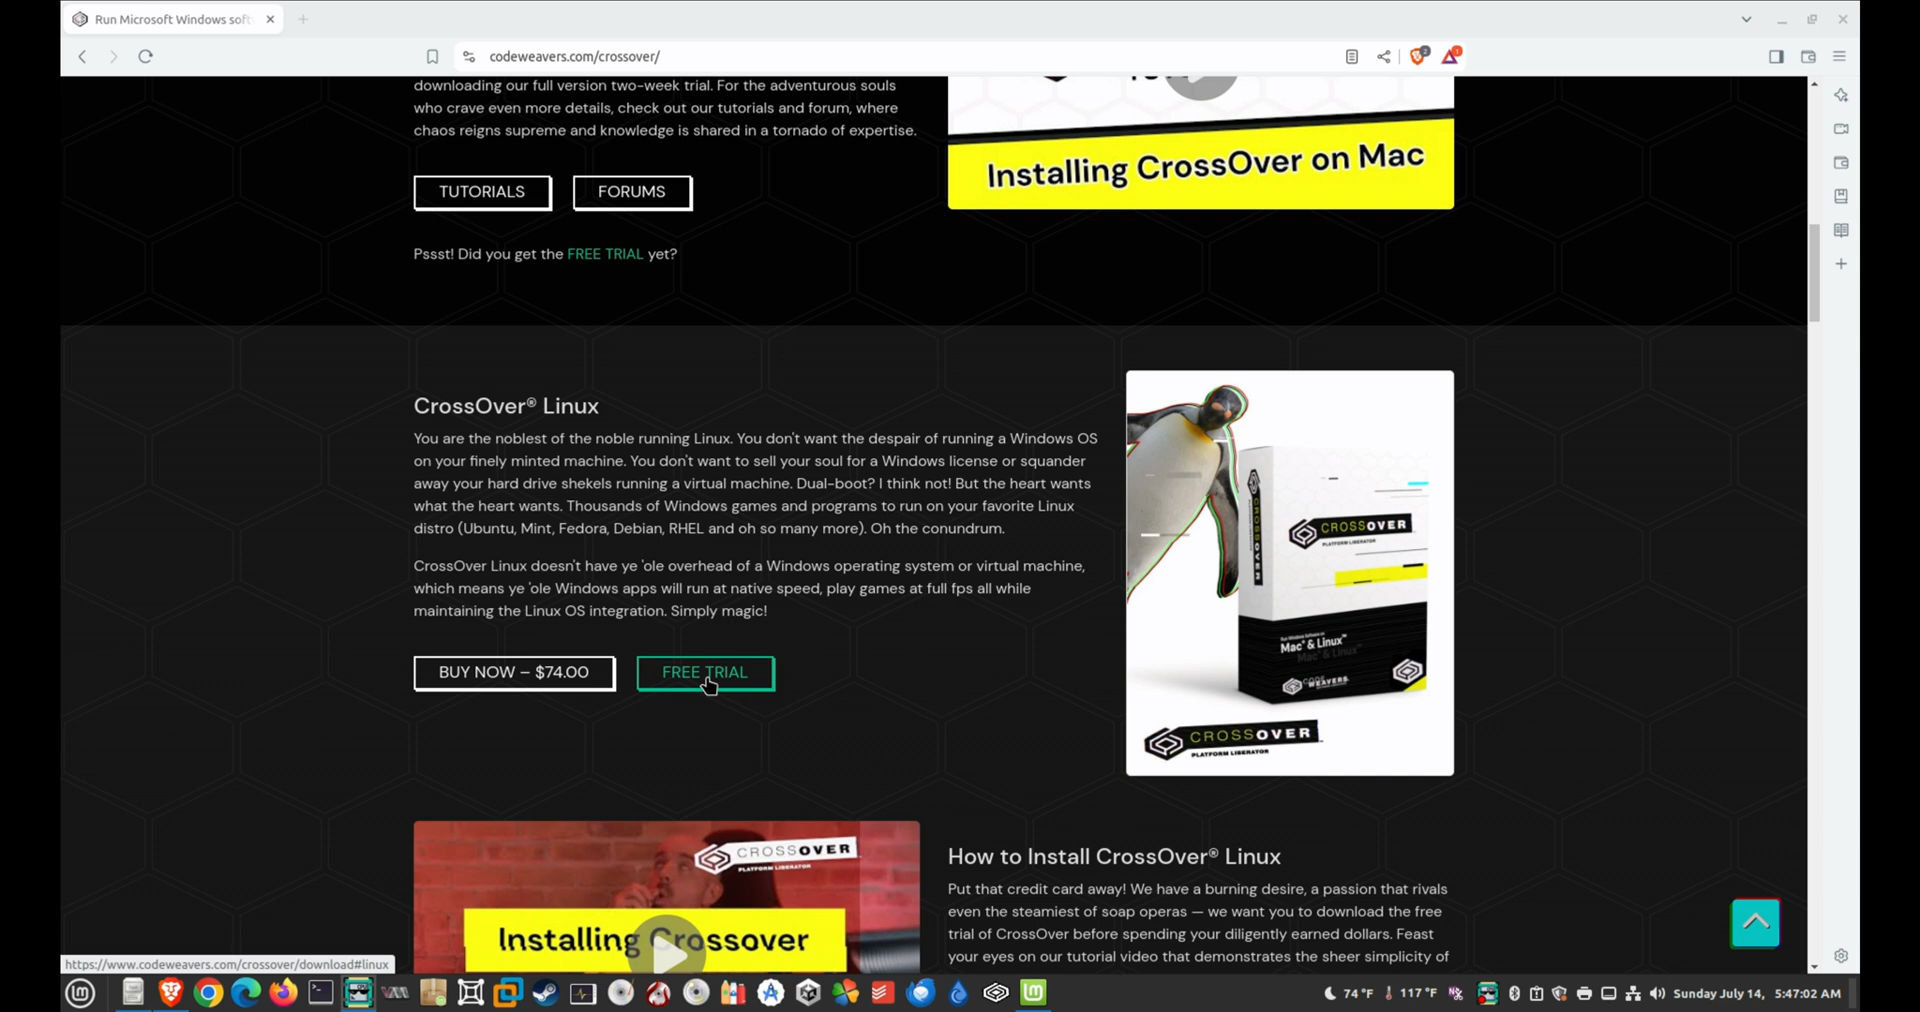 Run Microsoft Windows soft
codeweavers.com/crossover/
2
1
downloading our full version two-week trial. For the adventurous souls
who crave even more details, check out our tutorials and forum, where
chaos reigns supreme and knowledge is shared in a tornado of expertise.
TUTORIALS
FORUMS
Pssst! Did you get the FREE TRIAL yet?
Installing CrossOver on Mac
CrossOver® Linux
You are the noblest of the noble running Linux. You don't want the despair of running a Windows OS
on your finely minted machine. You don't want to sell your soul for a Windows license or squander
away your hard drive shekels running a virtual machine. Dual-boot? I think not! But the heart wants
what the heart wants. Thousands of Windows games and programs to run on your favorite Linux
distro (Ubuntu, Mint, Fedora, Debian, RHEL and oh so many more). Oh the conundrum.
CrossOver Linux doesn't have ye 'ole overhead of a Windows operating system or virtual machine,
which means ye 'ole Windows apps will run at native speed, play games at full fps all while
maintaining the Linux OS integration. Simply magic!
BUY NOW – $74.00
FREE TRIAL
CROSSOVER
CROSSOVER
PLATFORM LIBERATOR
Run Windows Software on
Mac® & Linux™
Mac & Linux
CODE
WEAVERS
CROSSOVER
PLATFORM LIBERATOR
CROSSOVER
PLATFORM LIBERATOR
Installing Crossover
How to Install CrossOver® Linux
Put that credit card away! We have a burning desire, a passion that rivals
even the steamiest of soap operas — we want you to download the free
trial of CrossOver before spending your diligently earned dollars. Feast
your eyes on our tutorial video that demonstrates the sheer simplicity of
https://www.codeweavers.com/crossover/download#linux
74 °F
117 °F
Sunday July 14, 5:47:02 AM